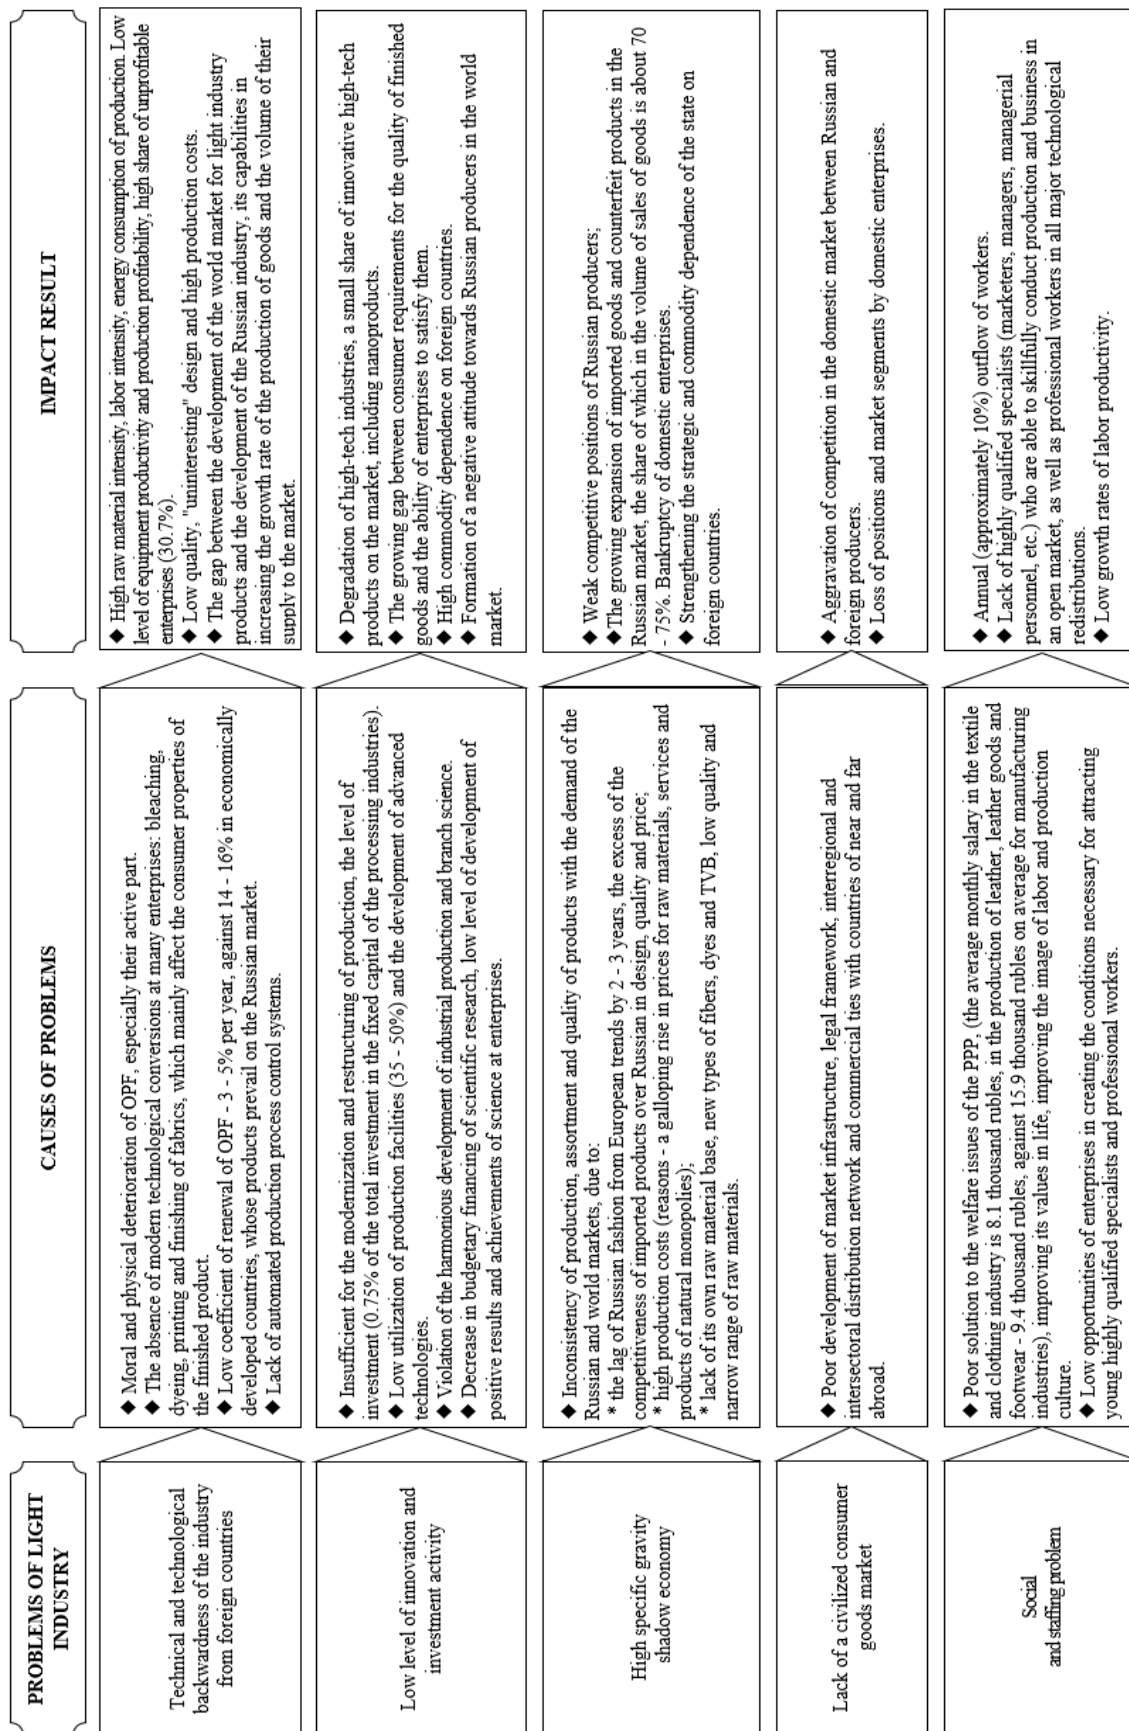 PROBLEMS OF LIGHT
INDUSTRY
CAUSES OF PROBLEMS
IMPACT RESULT
Technical and technological
backwardness of the industry
from foreign countries
◆ Moral and physical deterioration of OPF, especially their active part.
◆ The absence of modern technological conversions at many enterprises: bleaching,
dyeing, printing and finishing of fabrics, which mainly affect the consumer properties of
the finished product.
◆ Low coefficient of renewal of OPF - 3 - 5% per year, against 14 - 16% in economically
developed countries, whose products prevail on the Russian market.
◆ Lack of automated production process control systems.
◆ High raw material intensity, labor intensity, energy consumption of production. Low
level of equipment productivity and production profitability, high share of unprofitable
enterprises (30.7%).
◆ Low quality, "uninteresting" design and high production costs.
◆ The gap between the development of the world market for light industry
products and the development of the Russian industry, its capabilities in
increasing the growth rate of the production of goods and the volume of their
supply to the market.
Low level of innovation and
investment activity
◆ Insufficient for the modernization and restructuring of production, the level of
investment (0.75% of the total investment in the fixed capital of the processing industries).
◆ Low utilization of production facilities (35 - 50%) and the development of advanced
technologies.
◆ Violation of the harmonious development of industrial production and branch science.
◆ Decrease in budgetary financing of scientific research, low level of development of
positive results and achievements of science at enterprises.
◆ Degradation of high-tech industries, a small share of innovative high-tech
products on the market, including nanoproducts.
◆ The growing gap between consumer requirements for the quality of finished
goods and the ability of enterprises to satisfy them.
◆ High commodity dependence on foreign countries.
◆ Formation of a negative attitude towards Russian producers in the world
market.
High specific gravity
shadow economy
◆ Inconsistency of production, assortment and quality of products with the demand of the
Russian and world markets, due to:
* the lag of Russian fashion from European trends by 2 - 3 years, the excess of the
competitiveness of imported products over Russian in design, quality and price;
* high production costs (reasons - a galloping rise in prices for raw materials, services and
products of natural monopolies);
* lack of its own raw material base, new types of fibers, dyes and TVB, low quality and
narrow range of raw materials.
◆ Weak competitive positions of Russian producers;
◆The growing expansion of imported goods and counterfeit products in the
Russian market, the share of which in the volume of sales of goods is about 70
- 75%. Bankruptcy of domestic enterprises.
◆ Strengthening the strategic and commodity dependence of the state on
foreign countries.
Lack of a civilized consumer
goods market
◆ Poor development of market infrastructure, legal framework, interregional and
intersectoral distribution network and commercial ties with countries of near and far
abroad.
◆ Aggravation of competition in the domestic market between Russian and
foreign producers.
◆ Loss of positions and market segments by domestic enterprises.
Social
and staffing problem
◆ Poor solution to the welfare issues of the PPP, (the average monthly salary in the textile
and clothing industry is 8.1 thousand rubles, in the production of leather, leather goods and
footwear - 9.4 thousand rubles, against 15.9 thousand rubles on average for manufacturing
industries), improving its values in life, improving the image of labor and production
culture.
◆ Low opportunities of enterprises in creating the conditions necessary for attracting
young highly qualified specialists and professional workers.
◆ Annual (approximately 10%) outflow of workers.
◆ Lack of highly qualified specialists (marketers, managers, managerial
personnel, etc.) who are able to skillfully conduct production and business in
an open market, as well as professional workers in all major technological
redistributions.
◆ Low growth rates of labor productivity.